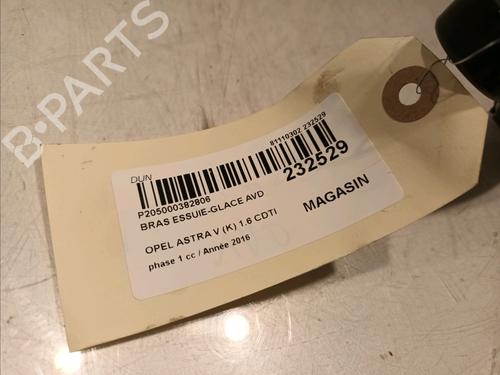 B-PARTS
DUN
81110302 232529
P205000382806
232529
BRAS ESSUIE-GLACE AVD
MAGASIN
OPEL ASTRA V (K) 1.6 CDTI
phase 1 cc / Année 2016